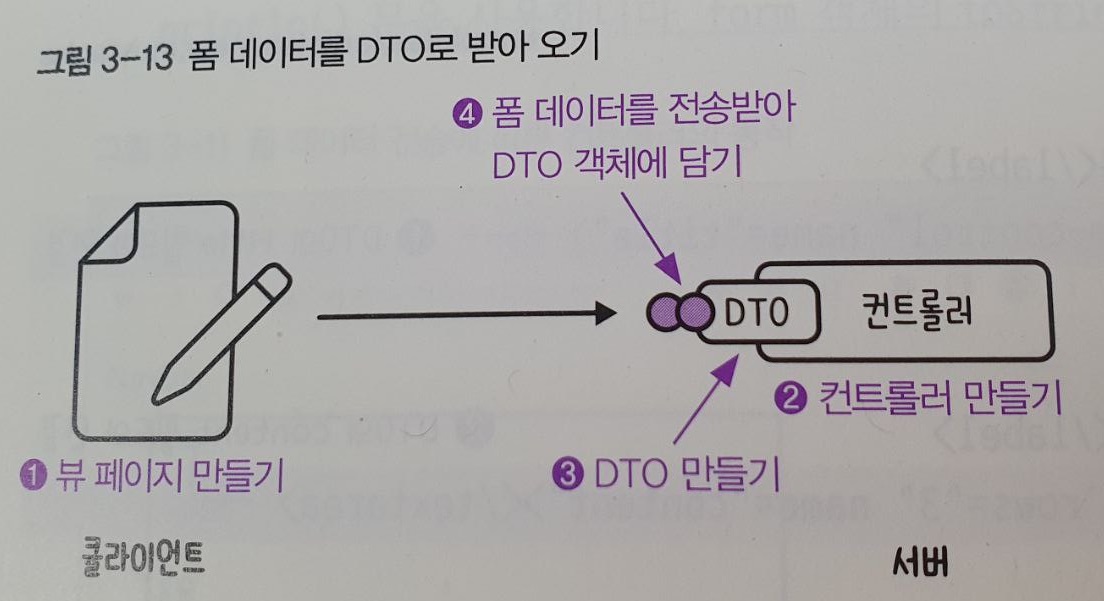 그림 3-13 폼 데이터를 DTO로 받아 오기
❹ 폼 데이터를 전송받아
DTO 객체에 담기
DTO
컨트롤러
❷ 컨트롤러 만들기
❶ 뷰 페이지 만들기
❸ DTO 만들기
클라이언트
서버